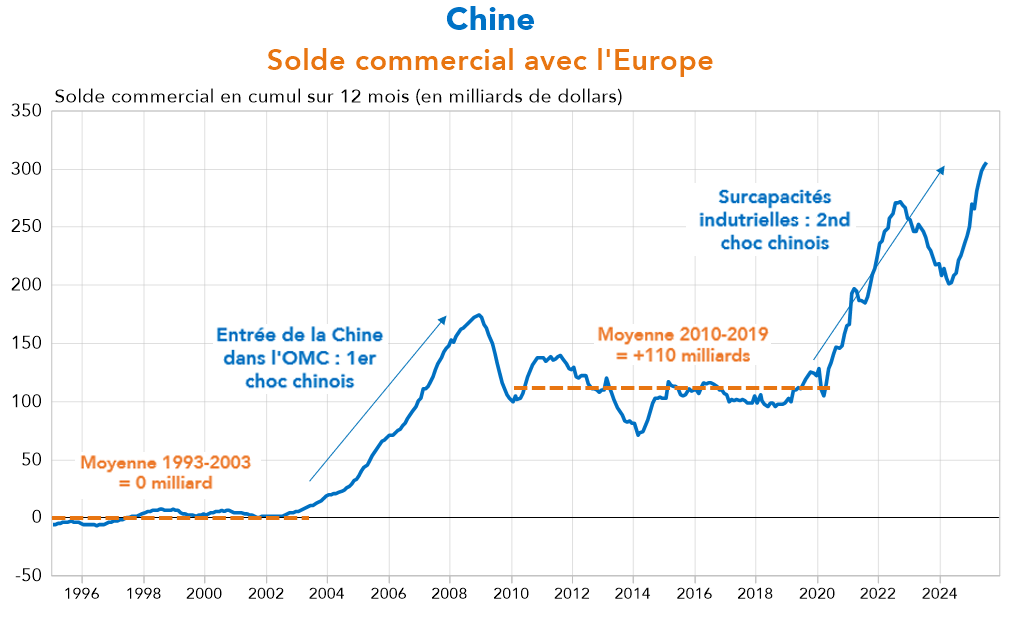 Chine
Solde commercial avec l'Europe
Solde commercial en cumul sur 12 mois (en milliards de dollars)
350
300
250
200
150
100
50
0
-50
Surcapacités
indutrielles : 2nd
choc chinois
Entrée de la Chine
dans l'OMC : 1er
choc chinois
Moyenne 2010-2019
= +110 milliards
Moyenne 1993-2003
= 0 milliard
1996 1998 2000 2002 2004 2006 2008 2010 2012 2014 2016 2018 2020 2022 2024